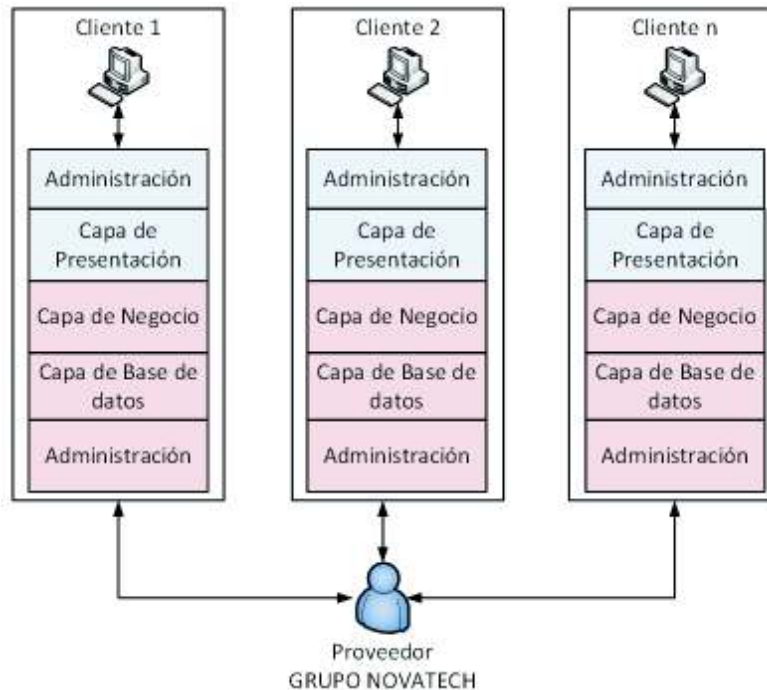 Cliente 1
Administración
Capa de
Presentación
Capa de Negocio
Capa de Base de
datos
Administración
Cliente 2
Administración
Capa de
Presentación
Capa de Negocio
Capa de Base de
datos
Administración
Cliente n
Administración
Capa de
Presentación
Capa de Negocio
Capa de Base de
datos
Administración
Proveedor
GRUPO NOVATECH